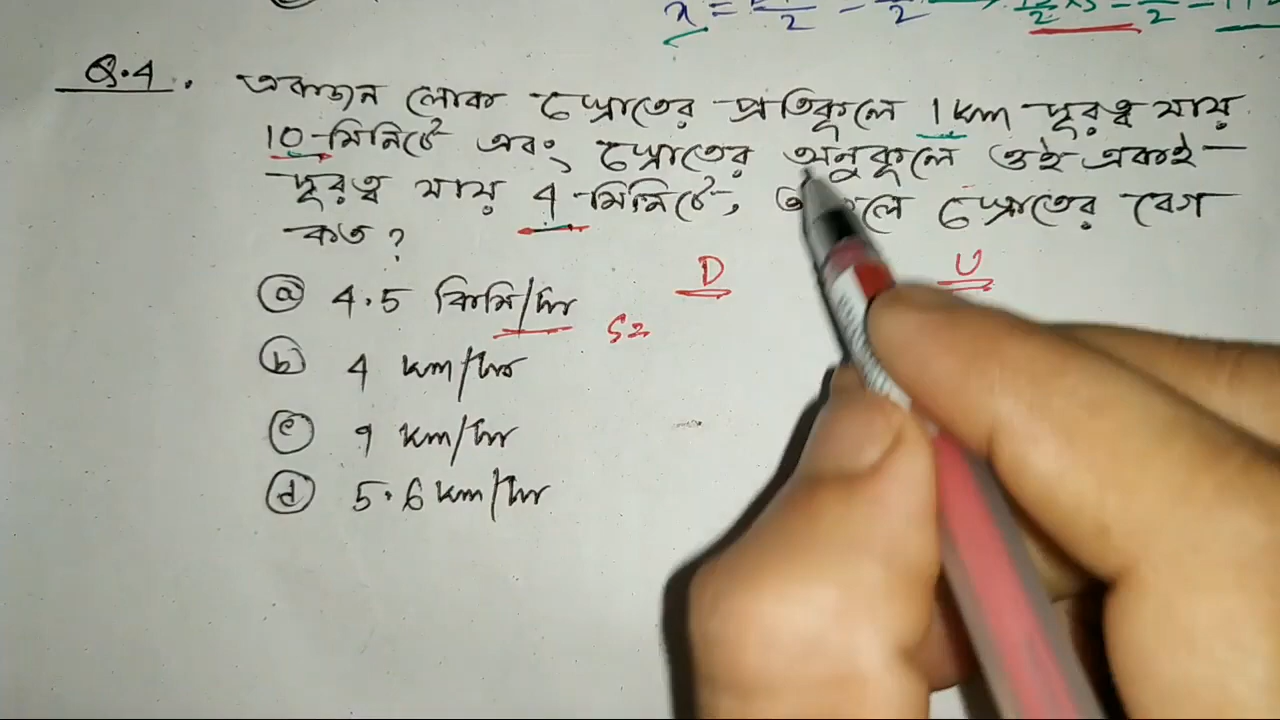 Q.4. একজন লোক স্রোতের প্রতিকূলে 1 km দূরত্ব যায়
10 মিনিটে এবং স্রোতের অনুকূলে ওই একই
দূরত্ব যায় 4 মিনিটে, স্রোতের বেগ
কত ?
D U
(a) 4.5 কিমি/hr S2
(b) 4 km/hr
(c) 9 km/hr
(d) 5.6 km/hr